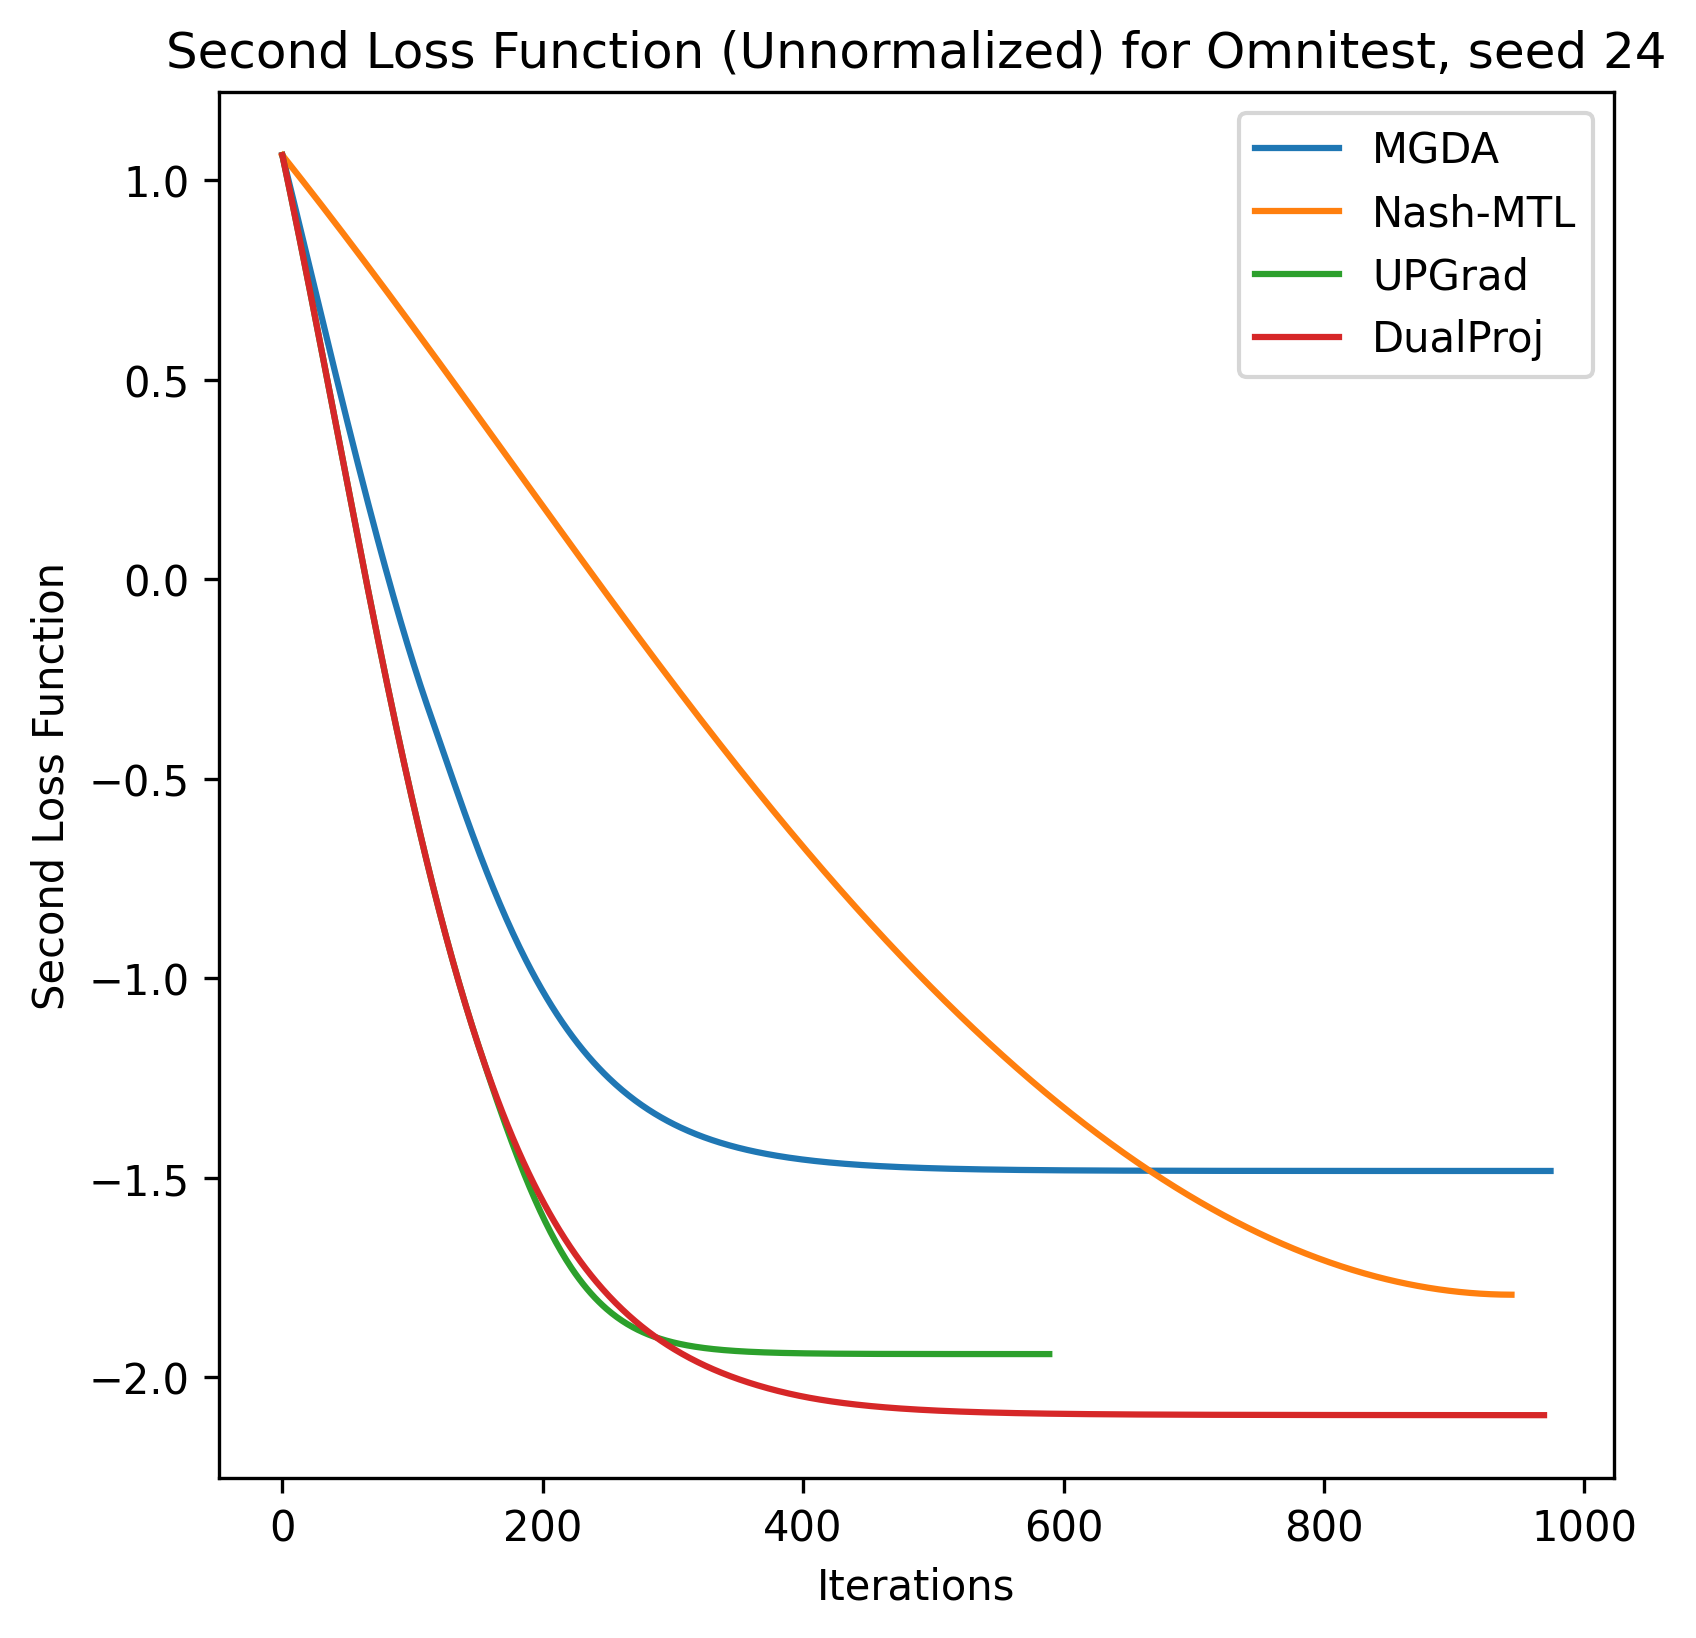 Second Loss Function (Unnormalized) for Omnitest, seed 24
MGDA
Nash-MTL
UPGrad
DualProj
Second Loss Function
1.0
0.5
0.0
−0.5
−1.0
−1.5
−2.0
0 200 400 600 800 1000
Iterations